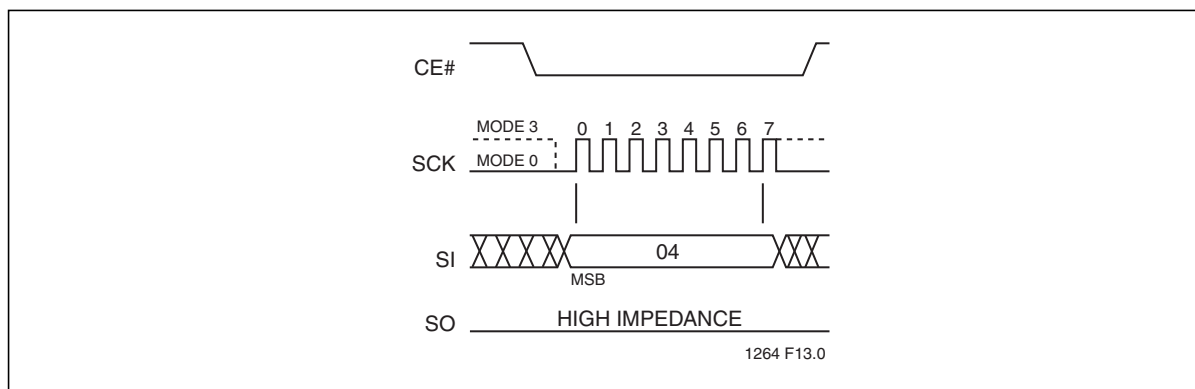 CE#
MODE 3
0 1 2 3 4 5 6 7
SCK
MODE 0
SI
04
MSB
SO
HIGH IMPEDANCE
1264 F13.0